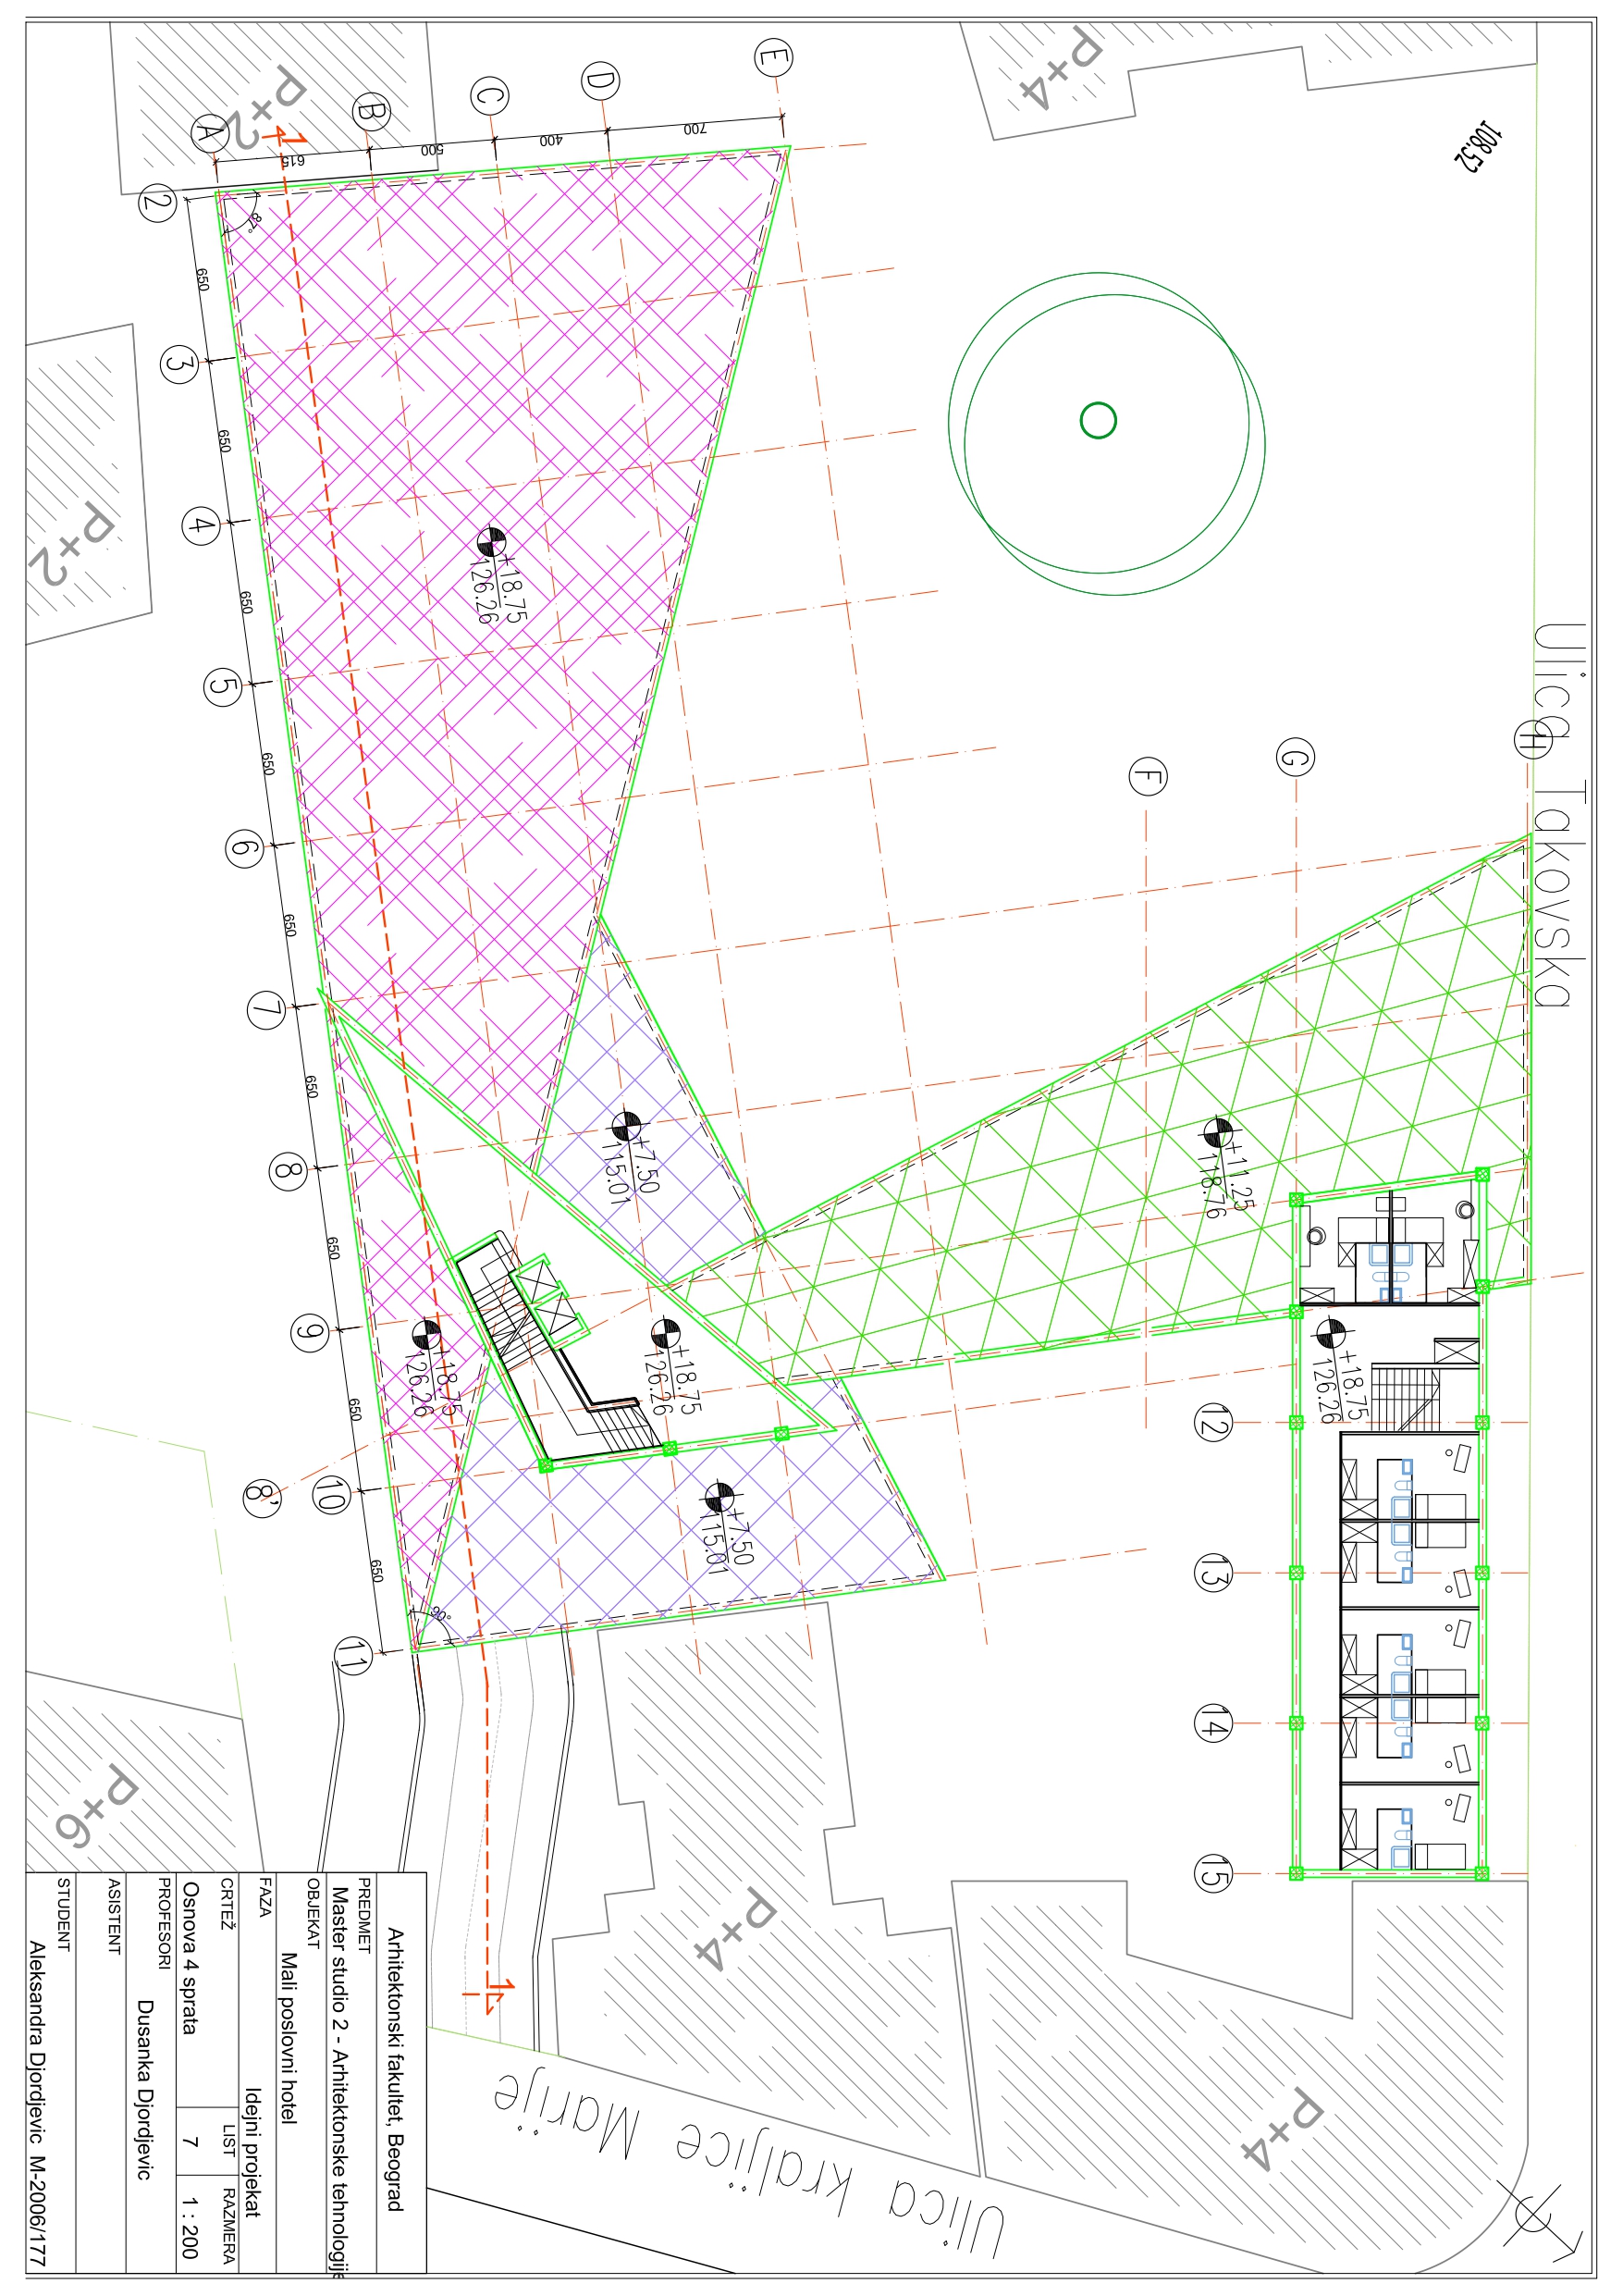 Ulica Takovska
H
108.52
+18.75
126.26
G
+11.25
118.76
12
13
14
15
P+4
F
P+4
Ulica kraljice Marije
E
700
+7.50
115.01
P+4
+18.75
126.26
+7.50
115.01
D
400
+18.75
126.26
C
1
500
+18.75
126.26
90°
B
615
1
87°
A
P+2
650
650
650
650
650
650
650
650
650
2
3
4
5
6
7
8
9
10
11
8'
P+2
P+6
Arhitektonski fakultet, Beograd
PREDMET
Master studio 2 - Arhitektonske tehnologije
OBJEKAT
Mali poslovni hotel
FAZA
Idejni projekat
CRTEŽ LIST RAZMERA
Osnova 4 sprata 7 1 : 200
PROFESORI
Dusanka Djordjevic
ASISTENT
STUDENT
Aleksandra Djordjevic M-2006/177